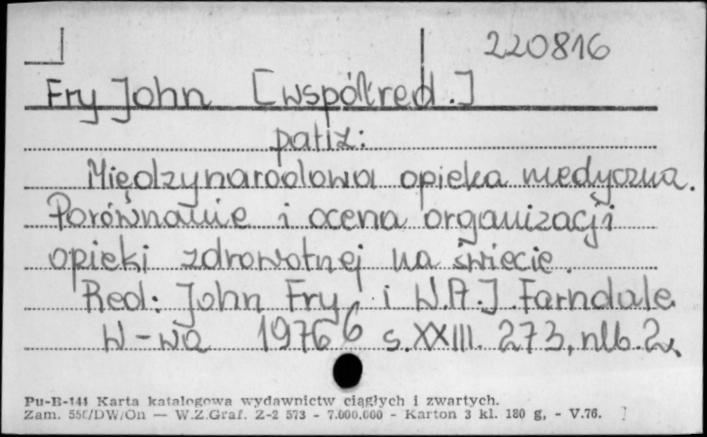 220816
Fry John [współred.]
patrz:
Międzynarodowa opieka medyczna.
Porównanie i ocena organizacji
opieki zdrowotnej na świecie.
Red: John Fry i W.A.J. Farndale
W-wa 1976 s. XXIII. 273, nlb. 2
Pu-B-141 Karta katalogowa wydawnictw ciągłych i zwartych.
Zam. 550/DW/On — W.Z.Graf. Z-2 573 - 7.000.000 - Karton 3 kl. 180 g, - V.76.